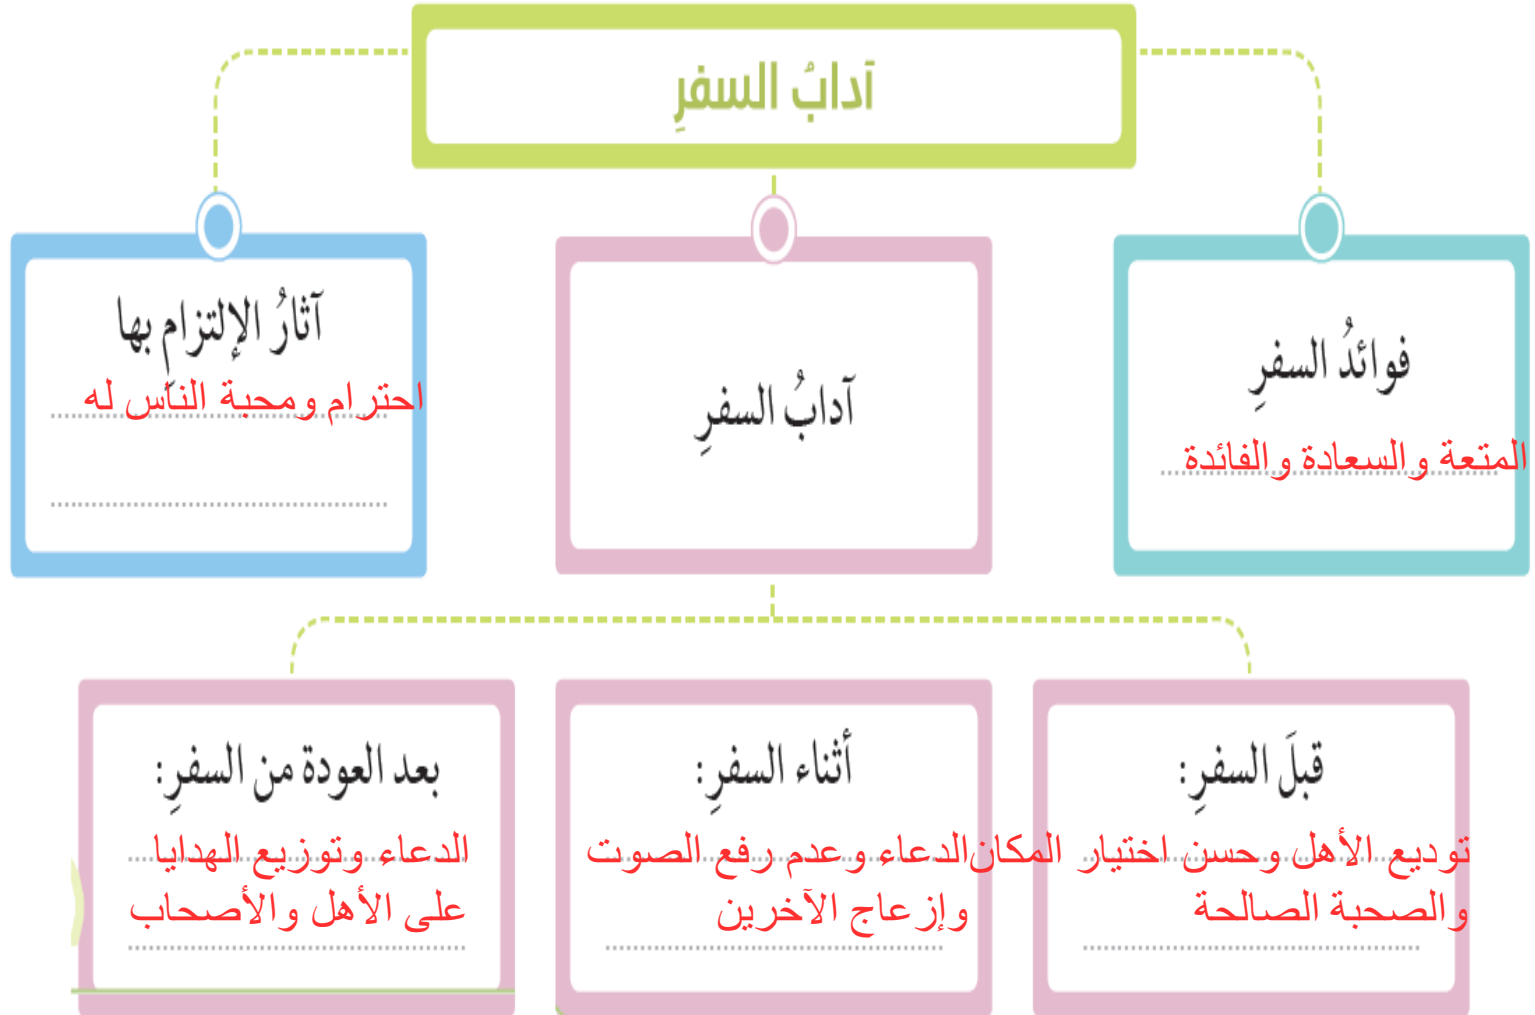 آدابُ السفرِ
فوائدُ السفرِ
المتعة والسعادة والفائدة
آدابُ السفرِ
آثارُ الإلتزامِ بها
احترام ومحبة الناس له
قبلَ السفرِ:
توديع الأهل وحسن اختيار المكان
والصحبة الصالحة
أثناء السفرِ:
الدعاء وعدم رفع الصوت
وإزعاج الآخرين
بعد العودة من السفرِ:
الدعاء وتوزيع الهدايا
على الأهل والأصحاب